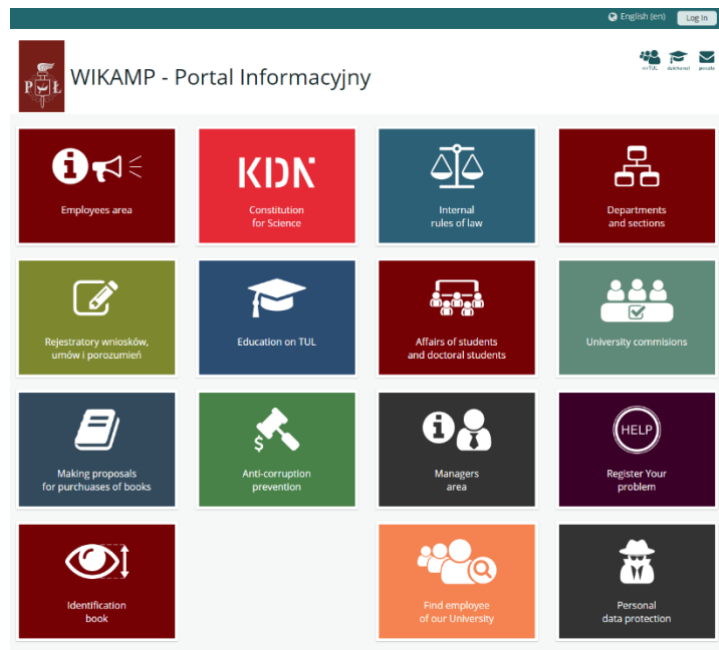 English (en)
Log In
P Ł
WIKAMP - Portal Informacyjny
Employees area
KDN
Constitution
for Science
Internal
rules of law
Departments
and sections
Rejestratory wniosków,
umów i porozumień
Education on TUL
Affairs of students
and doctoral students
University commisions
Making proposals
for purchuases of books
$
Anti-corruption
prevention
Managers
area
HELP
Register Your
problem
Identification
book
Find employee
of our University
Personal
data protection